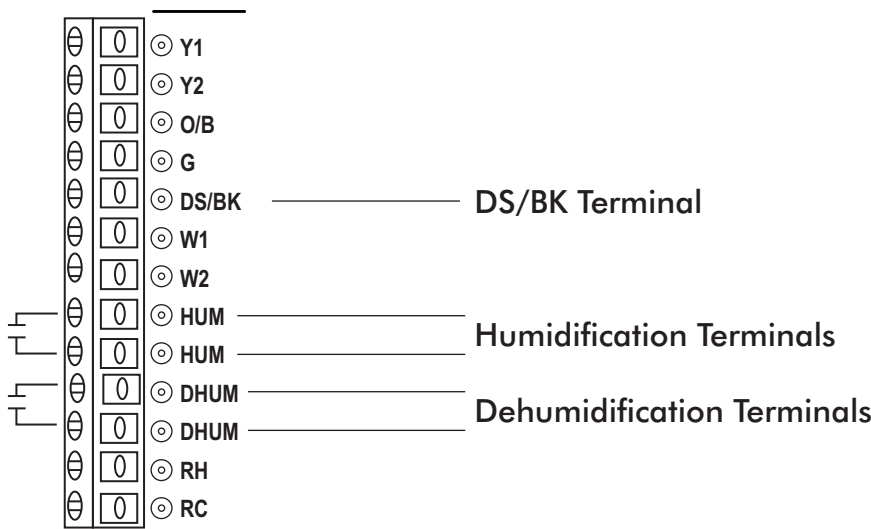 Y1
Y2
O/B
G
DS/BK DS/BK Terminal
W1
W2
HUM
Humidification Terminals
HUM
DHUM
Dehumidification Terminals
DHUM
RH
RC